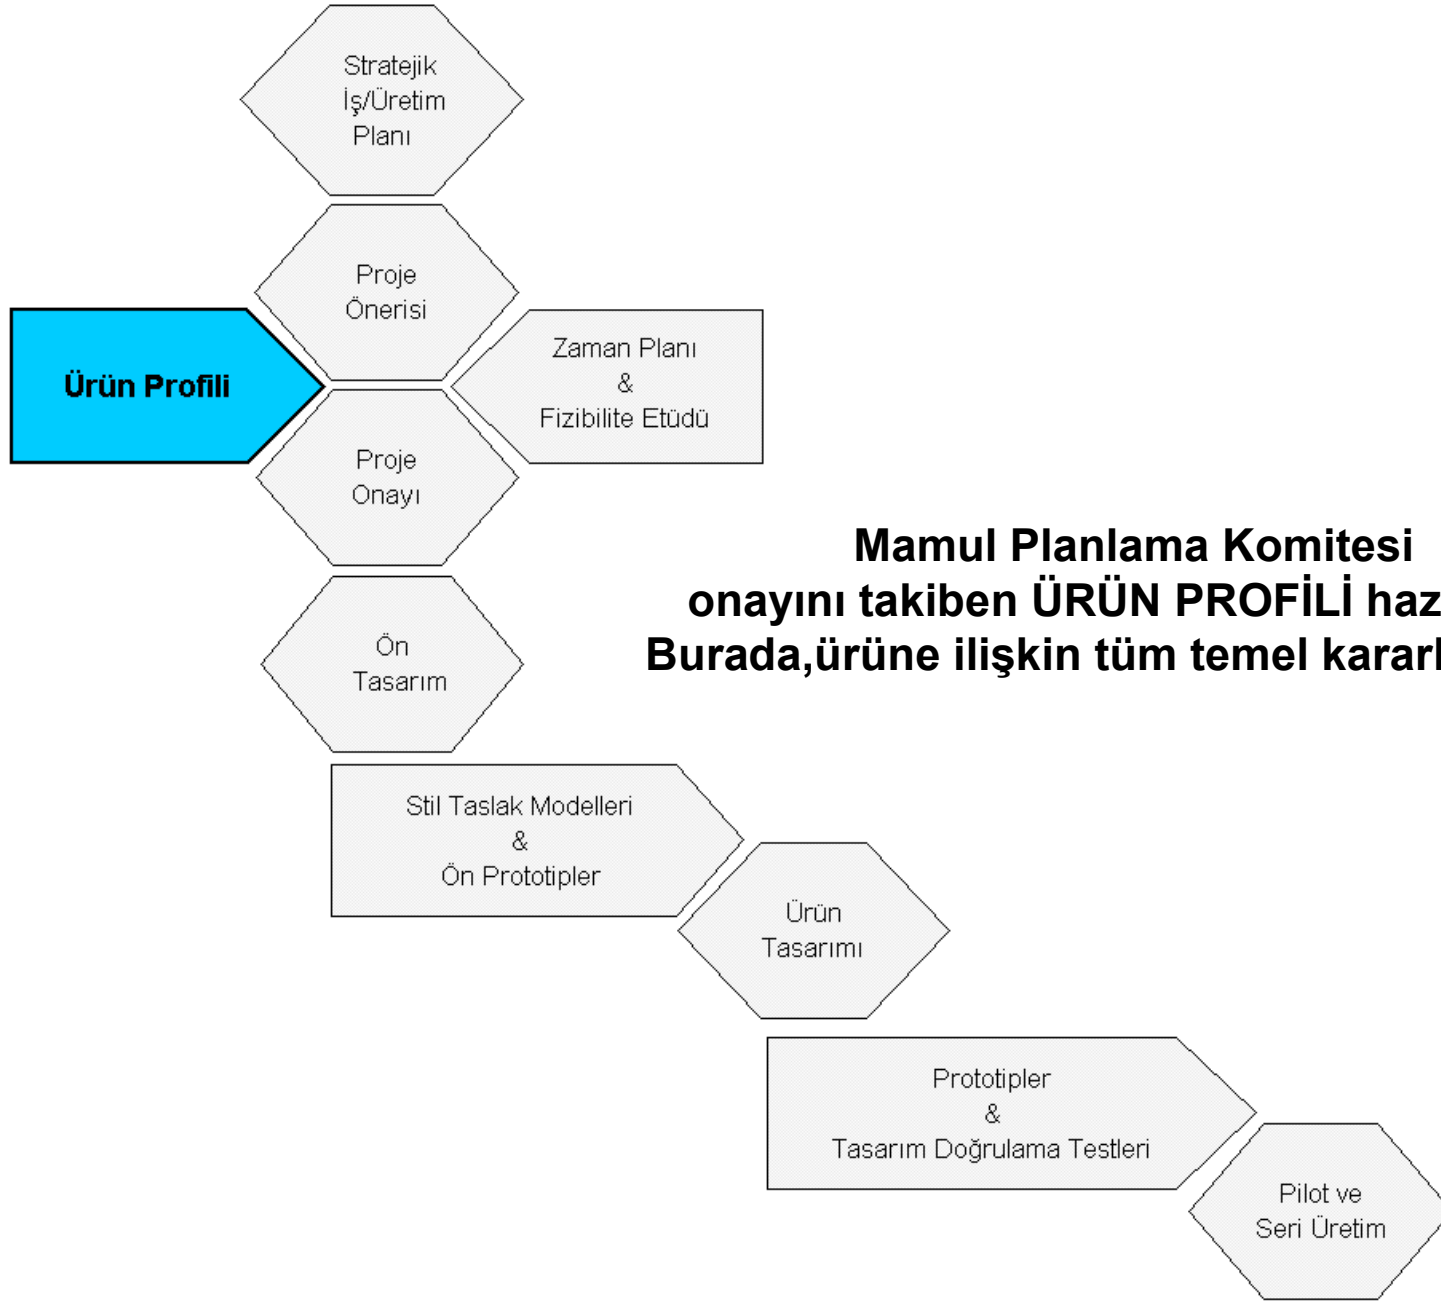 Stratejik
İş/Üretim
Planı
Proje
Önerisi
Ürün Profili
Zaman Planı
&
Fizibilite Etüdü
Proje
Onayı
Mamul Planlama Komitesi
onayını takiben ÜRÜN PROFİLİ
Burada,ürüne ilişkin tüm temel
Ön
Tasarım
Stil Taslak Modelleri
&
Ön Prototipler
Ürün
Tasarımı
Prototipler
&
Tasarım Doğrulama Testleri
Pilot ve
Seri Üretim